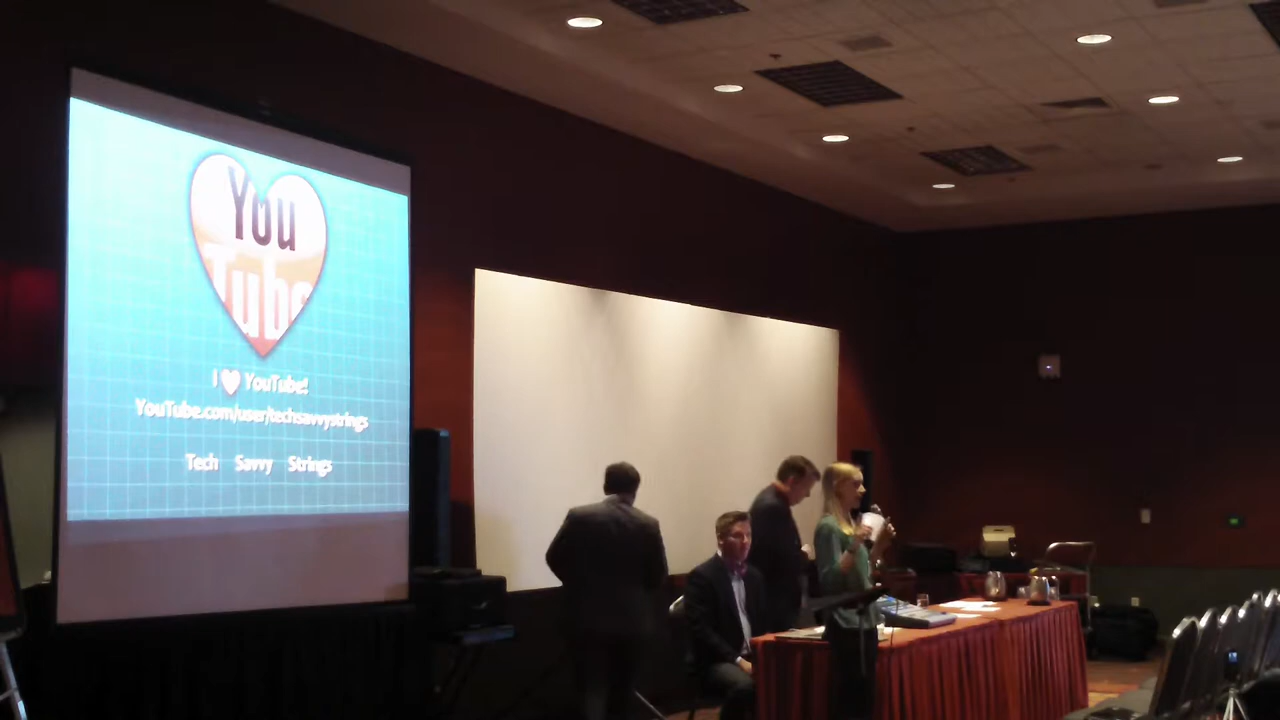 You
Tube
I ♥ YouTube!
YouTube.com/user/techsavvystrings
Tech Savvy Strings